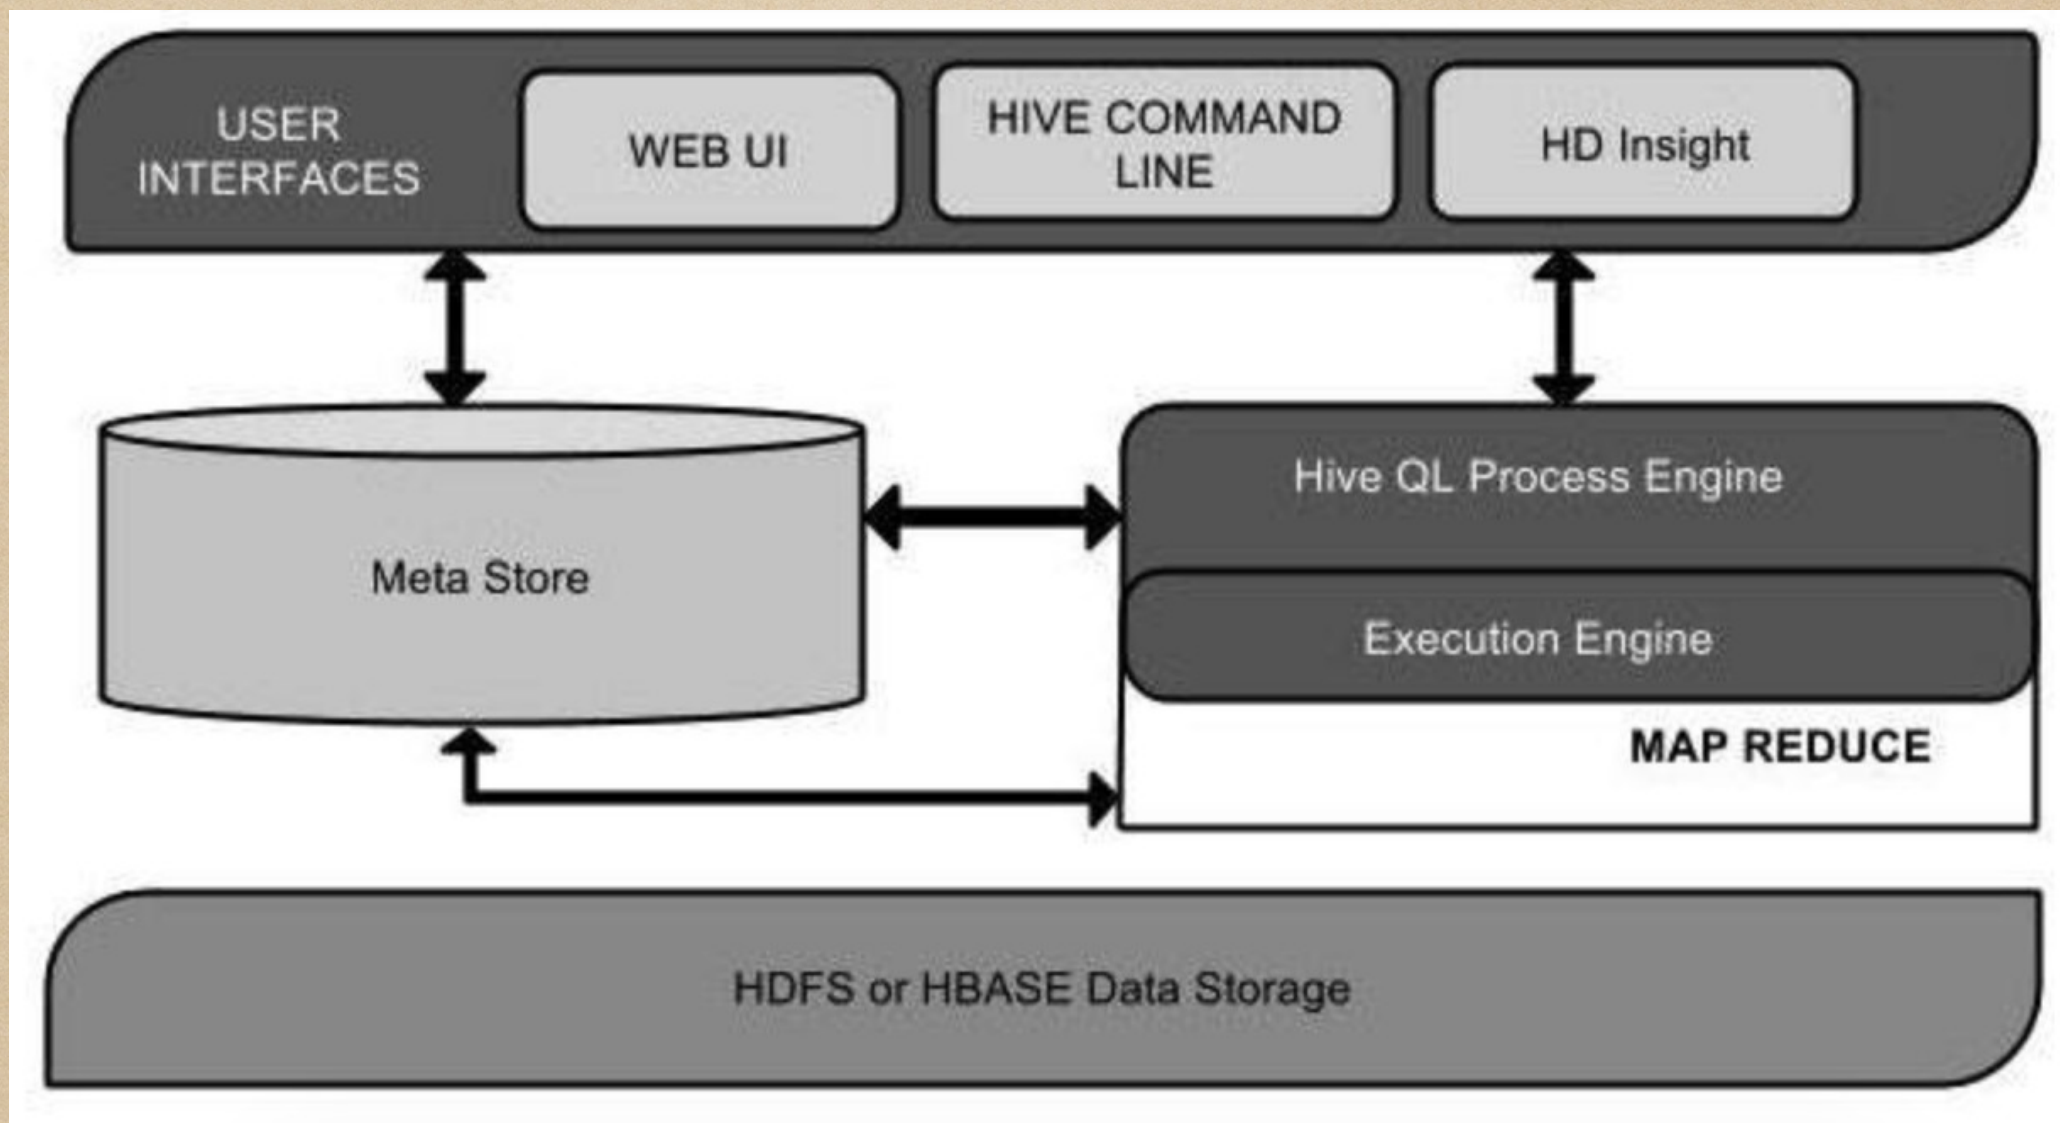 USER
INTERFACES
WEB UI
HIVE COMMAND
LINE
HD Insight
Meta Store
Hive QL Process Engine
Execution Engine
MAP REDUCE
HDFS or HBASE Data Storage